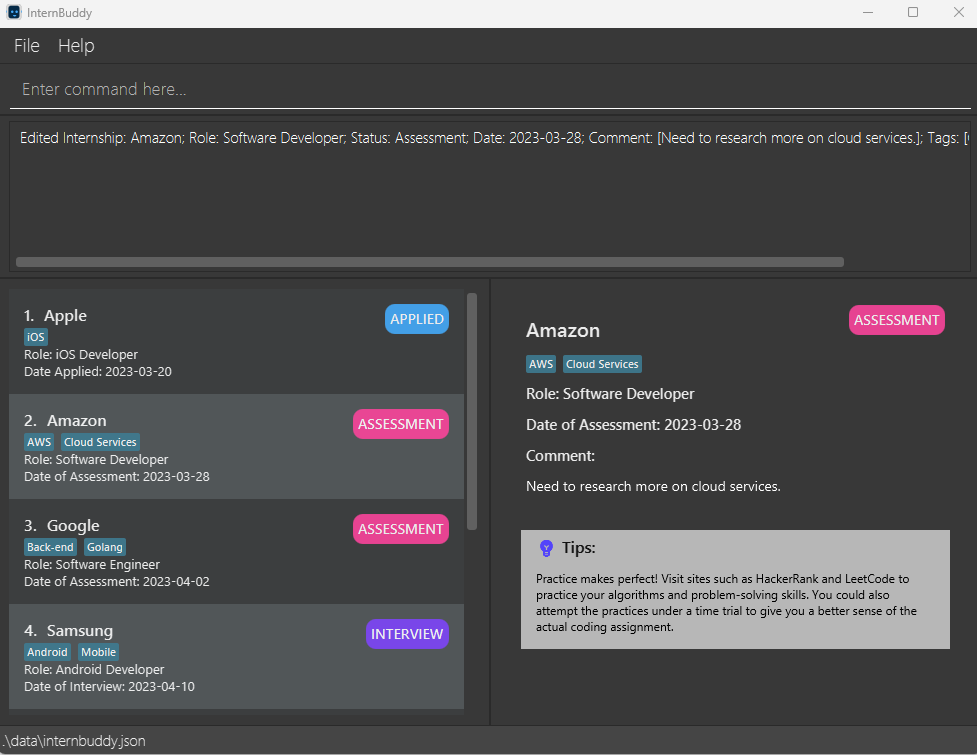 InternBuddy
File Help
Enter command here...
Edited Internship: Amazon; Role: Software Developer; Status: Assessment; Date: 2023-03-28; Comment: [Need to research more on cloud services.]; Tags: [
1. Apple
APPLIED
iOS
Role: iOS Developer
Date Applied: 2023-03-20
2. Amazon
ASSESSMENT
AWS Cloud Services
Role: Software Developer
Date of Assessment: 2023-03-28
3. Google
ASSESSMENT
Back-end Golang
Role: Software Engineer
Date of Assessment: 2023-04-02
4. Samsung
INTERVIEW
Android Mobile
Role: Android Developer
Date of Interview: 2023-04-10
ASSESSMENT
Amazon
AWS Cloud Services
Role: Software Developer
Date of Assessment: 2023-03-28
Comment:
Need to research more on cloud services.
Tips:
Practice makes perfect! Visit sites such as HackerRank and LeetCode to
practice your algorithms and problem-solving skills. You could also
attempt the practices under a time trial to give you a better sense of the
actual coding assignment.
.\data\internbuddy.json